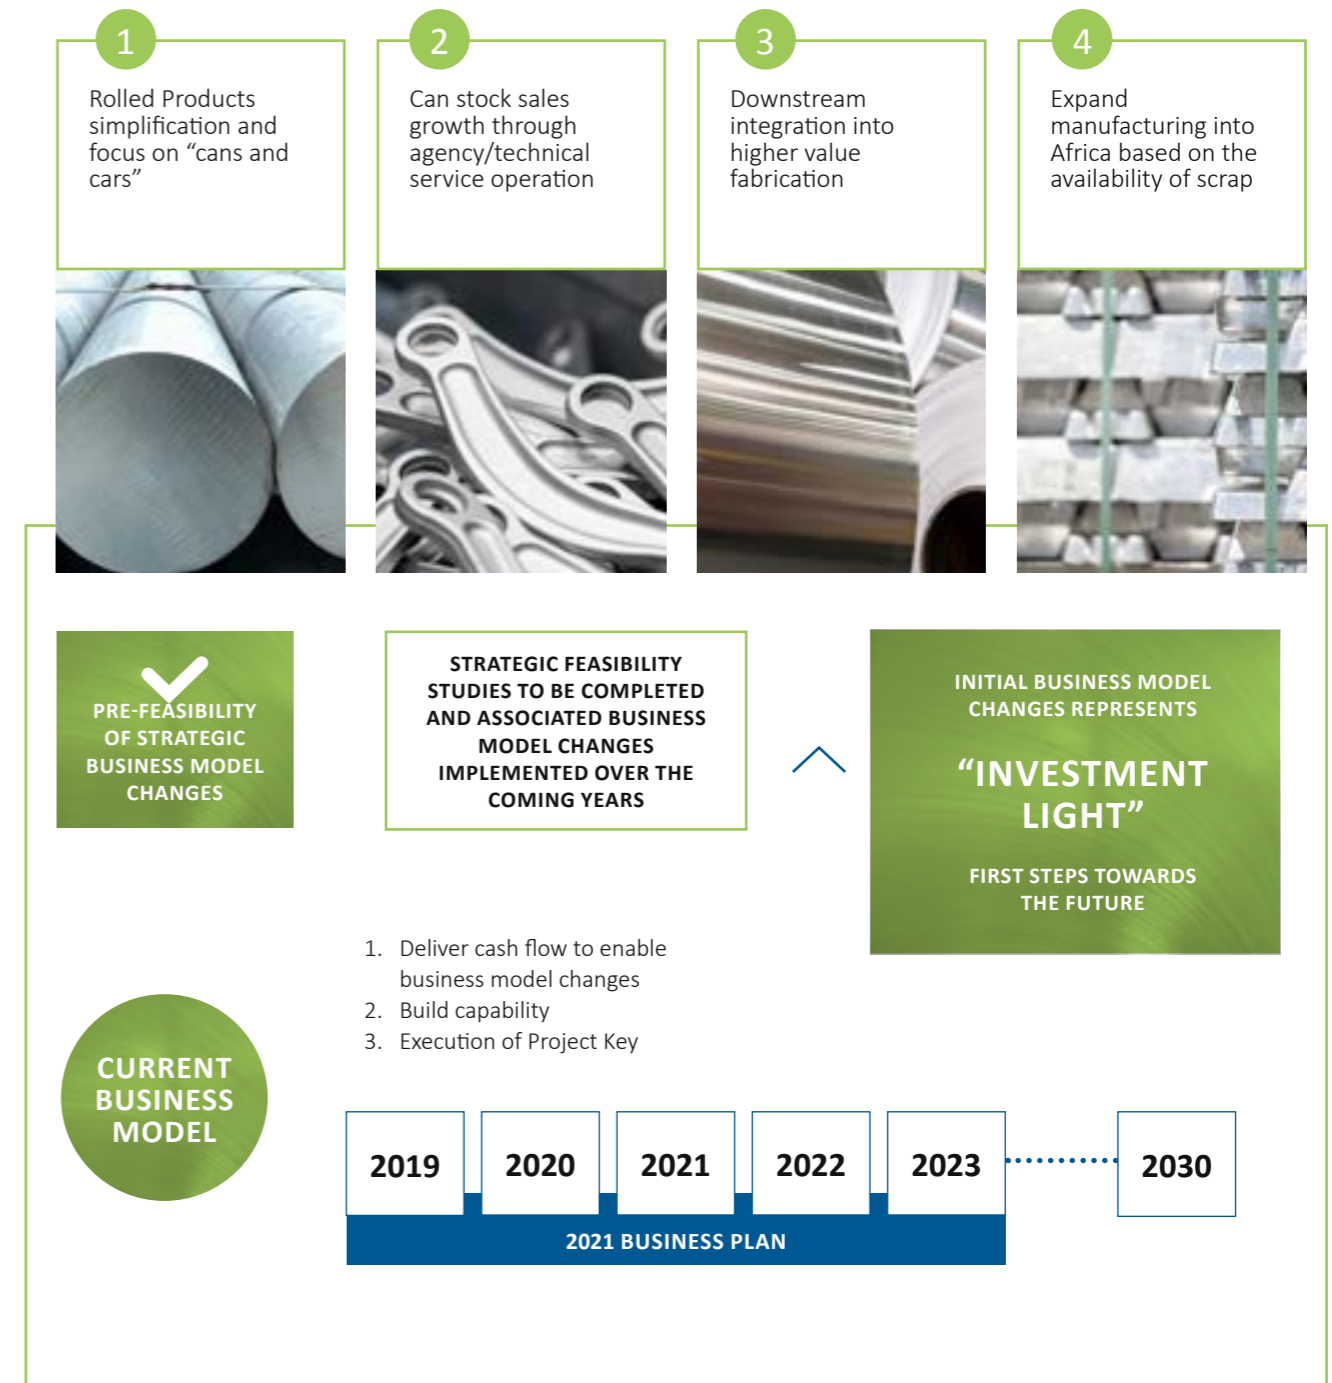 1
Rolled Products
simplification and
focus on “cans and
cars”
2
Can stock sales
growth through
agency/technical
service operation
3
Downstream
integration into
higher value
fabrication
4
Expand
manufacturing into
Africa based on the
availability of scrap
PRE-FEASIBILITY
OF STRATEGIC
BUSINESS MODEL
CHANGES
STRATEGIC FEASIBILITY
STUDIES TO BE COMPLETED
AND ASSOCIATED BUSINESS
MODEL CHANGES
IMPLEMENTED OVER THE
COMING YEARS
INITIAL BUSINESS MODEL
CHANGES REPRESENTS
“INVESTMENT
LIGHT”
FIRST STEPS TOWARDS
THE FUTURE
1. Deliver cash flow to enable
business model changes
2. Build capability
3. Execution of Project Key
CURRENT
BUSINESS
MODEL
2019
2020
2021
2022
2023
2030
2021 BUSINESS PLAN